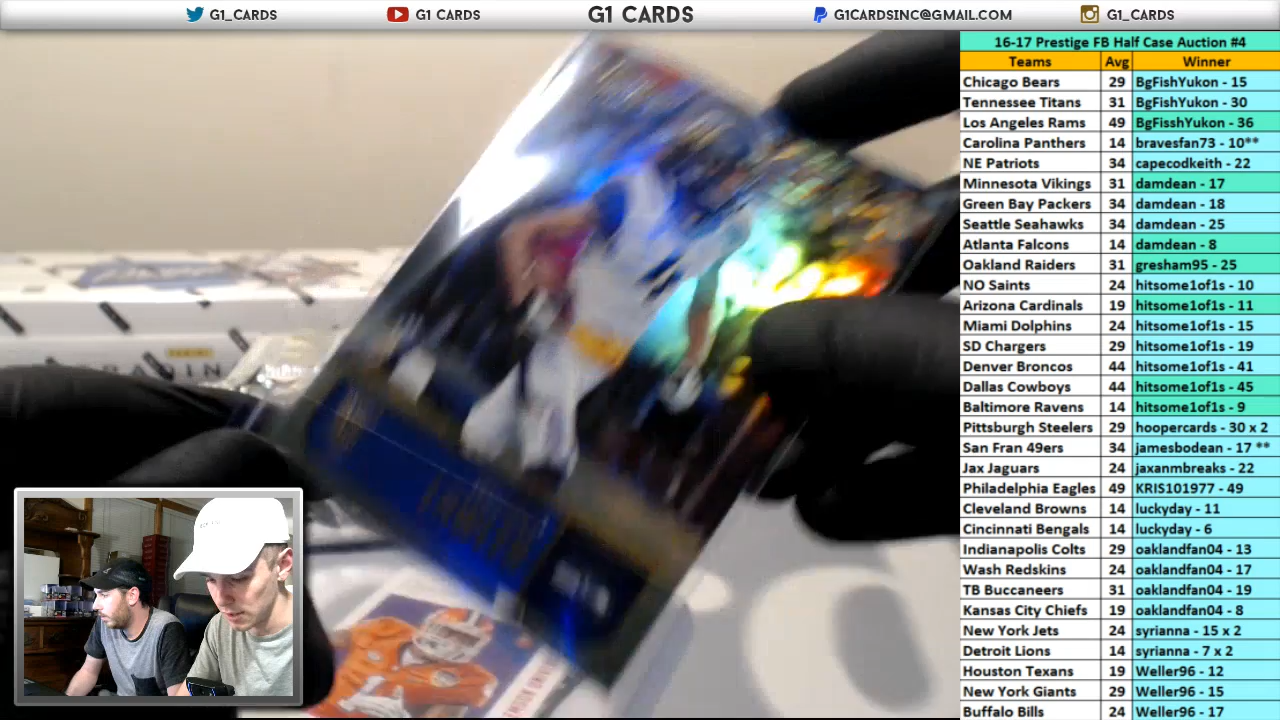 G1_CARDS
G1 CARDS
G1 CARDS
G1CARDSINC@GMAIL.COM
G1_CARDS
16-17 Prestige FB Half Case Auction #4
Teams Avg Winner
Chicago Bears 29 BgFishYukon - 15
Tennessee Titans 31 BgFishYukon - 30
Los Angeles Rams 49 BgFisshYukon - 36
Carolina Panthers 14 bravesfan73 - 10**
NE Patriots 34 capecodkeith - 22
Minnesota Vikings 31 damdean - 17
Green Bay Packers 34 damdean - 18
Seattle Seahawks 34 damdean - 25
Atlanta Falcons 14 damdean - 8
Oakland Raiders 31 gresham95 - 25
NO Saints 24 hitsome1of1s - 10
Arizona Cardinals 19 hitsome1of1s - 11
Miami Dolphins 24 hitsome1of1s - 15
SD Chargers 29 hitsome1of1s - 19
Denver Broncos 44 hitsome1of1s - 41
Dallas Cowboys 44 hitsome1of1s - 45
Baltimore Ravens 14 hitsome1of1s - 9
Pittsburgh Steelers 29 hoopercards - 30 x 2
San Fran 49ers 34 jamesbodean - 17 **
Jax Jaguars 24 jaxanmbreaks - 22
Philadelphia Eagles 49 KRIS101977 - 49
Cleveland Browns 14 luckyday - 11
Cincinnati Bengals 14 luckyday - 6
Indianapolis Colts 29 oaklandfan04 - 13
Wash Redskins 24 oaklandfan04 - 17
TB Buccaneers 31 oaklandfan04 - 19
Kansas City Chiefs 19 oaklandfan04 - 8
New York Jets 24 syrianna - 15 x 2
Detroit Lions 14 syrianna - 7 x 2
Houston Texans 19 Weller96 - 12
New York Giants 29 Weller96 - 15
Buffalo Bills 24 Weller96 - 17
PANINI